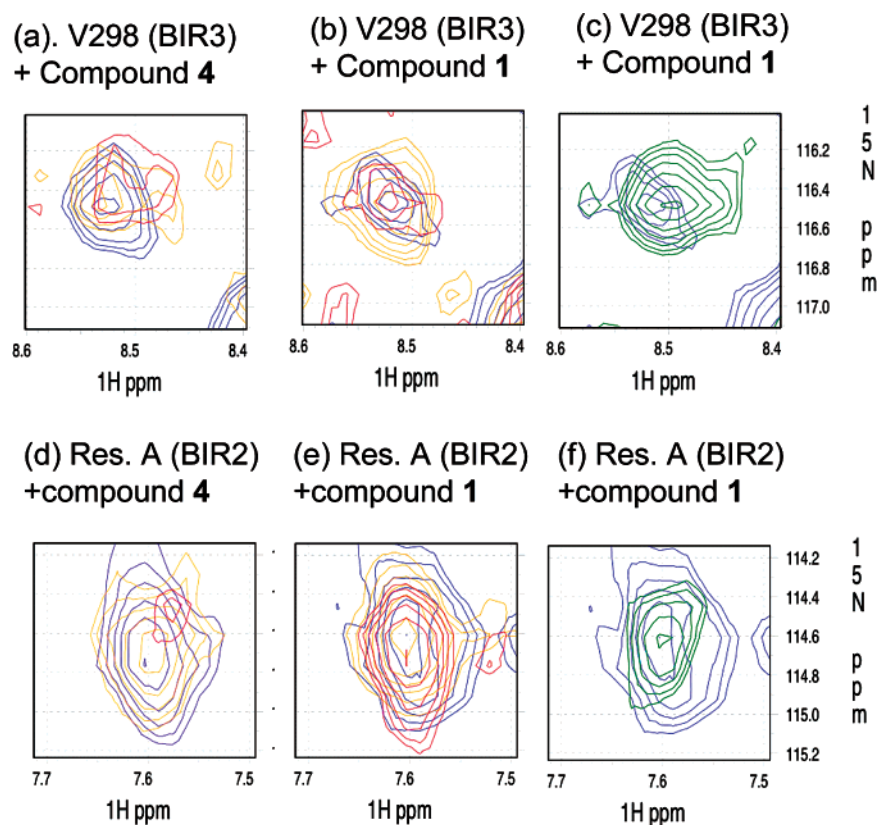 (a). V298 (BIR3)
+ Compound 4
(b) V298 (BIR3)
+ Compound 1
(c) V298 (BIR3)
+ Compound 1
8.6 8.5 8.4
1H ppm
8.6 8.5 8.4
1H ppm
8.6 8.5 8.4
1H ppm
116.2
116.4
116.6
116.8
117.0
15N ppm
(d) Res. A (BIR2)
+compound 4
(e) Res. A (BIR2)
+compound 1
(f) Res. A (BIR2)
+compound 1
7.7 7.6 7.5
1H ppm
7.7 7.6 7.5
1H ppm
7.7 7.6 7.5
1H ppm
114.2
114.4
114.6
114.8
115.0
115.2
15N ppm